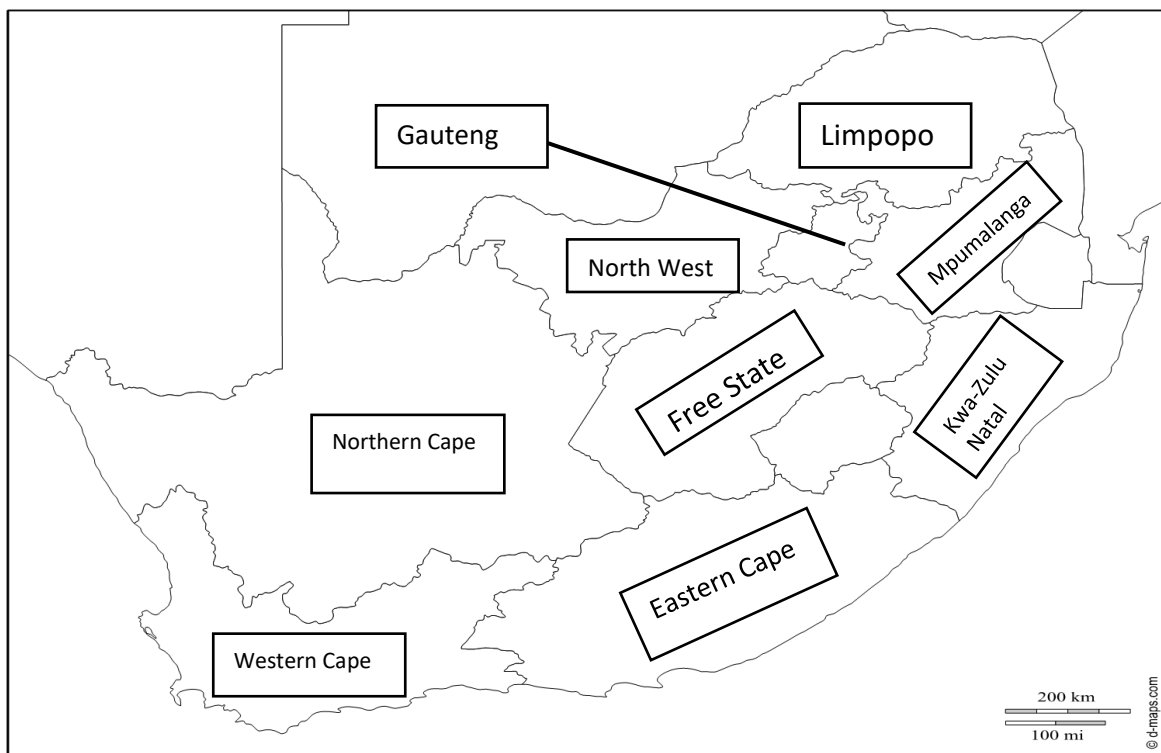 Gauteng
Limpopo
Mpumalanga
North West
Free State
Kwa-Zulu
Natal
Northern Cape
Eastern Cape
Western Cape
200 km
100 mi
© d-maps.com